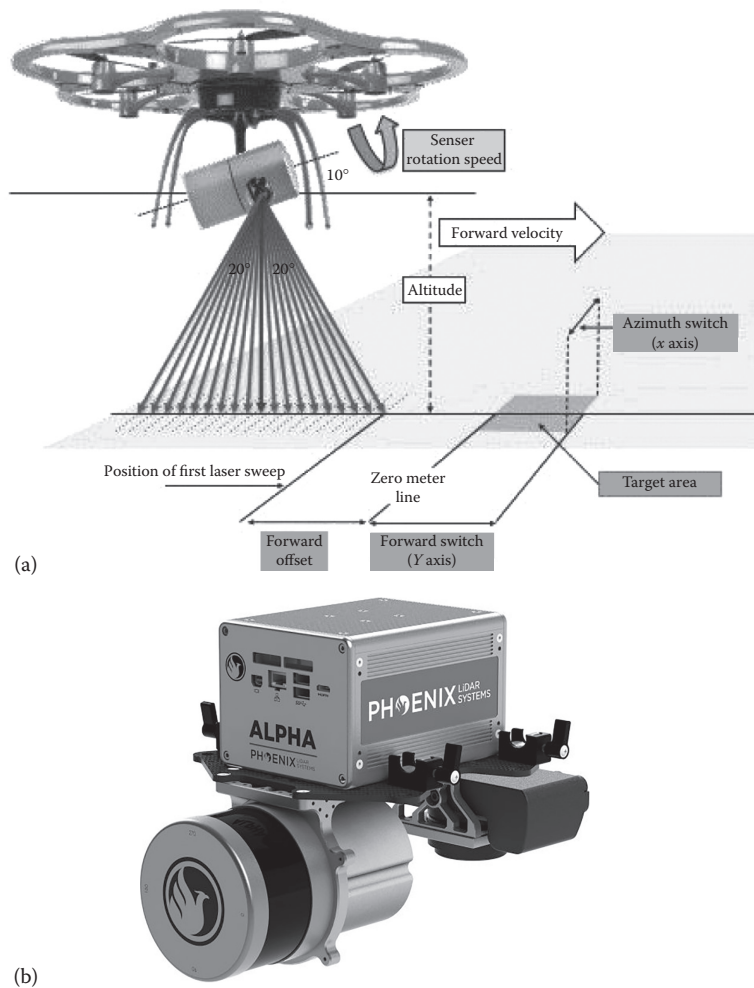 Senser
rotation speed
10°
Forward velocity
20° 20°
Altitude
Azimuth switch
(x axis)
Position of first laser sweep
Zero meter
line
Target area
Forward
offset
Forward switch
(Y axis)
(a)
PHOENIX LiDAR
SYSTEMS
ALPHA
PHOENIX LiDAR
SYSTEMS
(b)